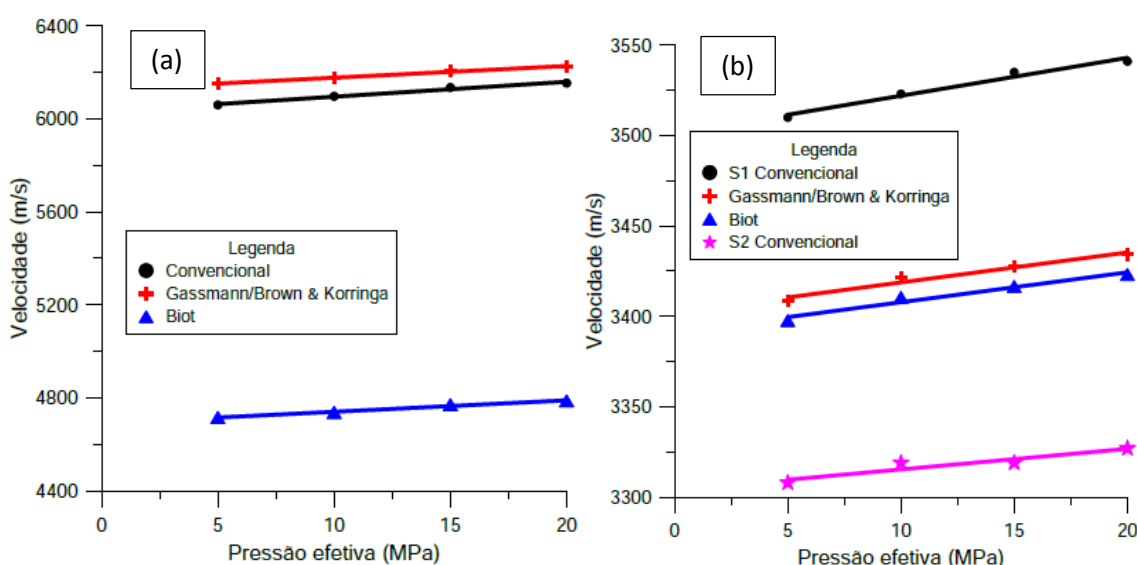 (a)
6400
6000
5600
5200
4800
4400
Velocidade (m/s)
Legenda
Convencional
Gassmann/Brown & Korringa
Biot
0
5
10
15
20
Pressão efetiva (MPa)
(b)
3550
3500
3450
3400
3350
3300
Velocidade (m/s)
Legenda
S1 Convencional
Gassmann/Brown & Korringa
Biot
S2 Convencional
0
5
10
15
20
Pressão efetiva (MPa)